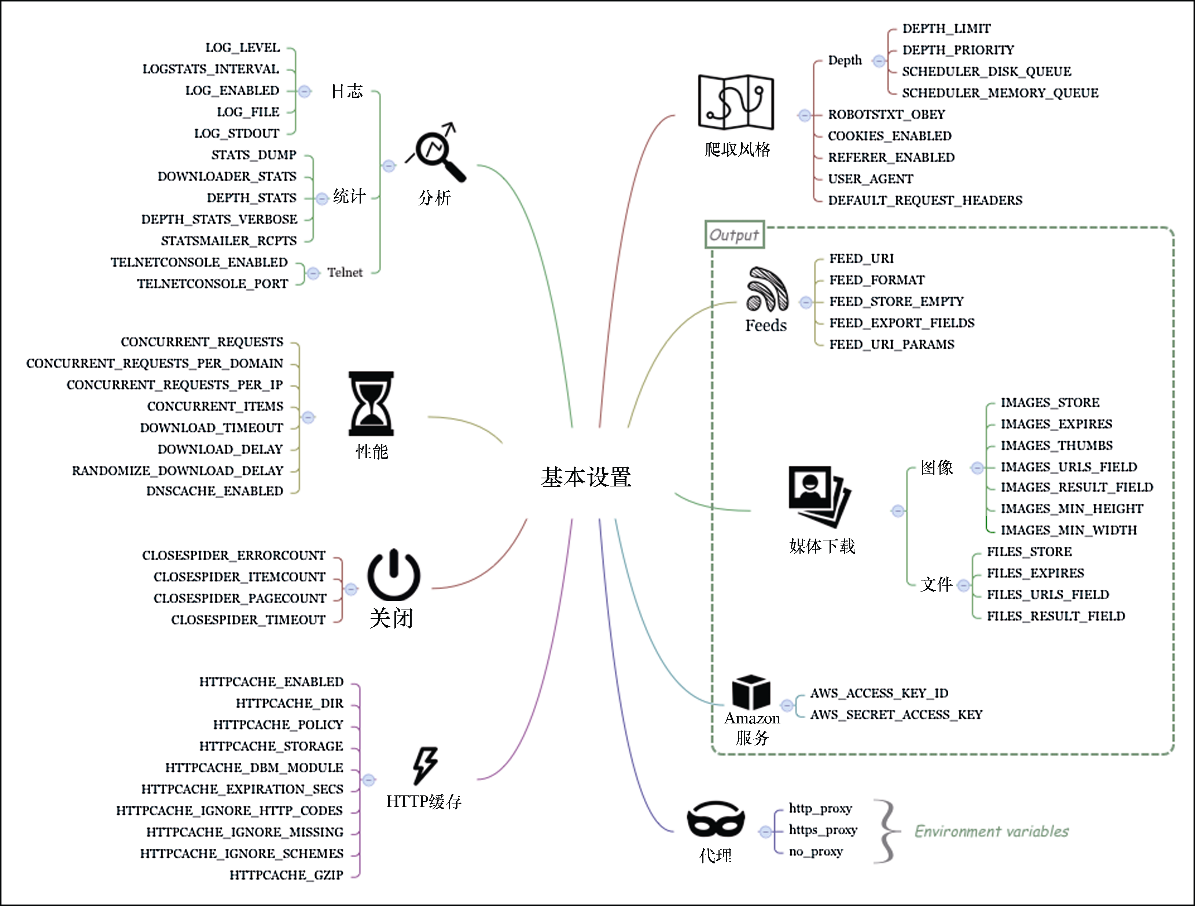 基本设置
分析
日志
LOG_LEVEL
LOGSTATS_INTERVAL
LOG_ENABLED
LOG_FILE
LOG_STDOUT
统计
STATS_DUMP
DOWNLOADER_STATS
DEPTH_STATS
DEPTH_STATS_VERBOSE
STATSMAILER_RCPTS
Telnet
TELNETCONSOLE_ENABLED
TELNETCONSOLE_PORT
性能
CONCURRENT_REQUESTS
CONCURRENT_REQUESTS_PER_DOMAIN
CONCURRENT_REQUESTS_PER_IP
CONCURRENT_ITEMS
DOWNLOAD_TIMEOUT
DOWNLOAD_DELAY
RANDOMIZE_DOWNLOAD_DELAY
DNSCACHE_ENABLED
关闭
CLOSESPIDER_ERRORCOUNT
CLOSESPIDER_ITEMCOUNT
CLOSESPIDER_PAGECOUNT
CLOSESPIDER_TIMEOUT
HTTP缓存
HTTPCACHE_ENABLED
HTTPCACHE_DIR
HTTPCACHE_POLICY
HTTPCACHE_STORAGE
HTTPCACHE_DBM_MODULE
HTTPCACHE_EXPIRATION_SECS
HTTPCACHE_IGNORE_HTTP_CODES
HTTPCACHE_IGNORE_MISSING
HTTPCACHE_IGNORE_SCHEMES
HTTPCACHE_GZIP
爬取风格
Depth
DEPTH_LIMIT
DEPTH_PRIORITY
SCHEDULER_DISK_QUEUE
SCHEDULER_MEMORY_QUEUE
ROBOTSTXT_OBEY
COOKIES_ENABLED
REFERER_ENABLED
USER_AGENT
DEFAULT_REQUEST_HEADERS
Output
Feeds
FEED_URI
FEED_FORMAT
FEED_STORE_EMPTY
FEED_EXPORT_FIELDS
FEED_URI_PARAMS
媒体下载
图像
IMAGES_STORE
IMAGES_EXPIRES
IMAGES_THUMBS
IMAGES_URLS_FIELD
IMAGES_RESULT_FIELD
IMAGES_MIN_HEIGHT
IMAGES_MIN_WIDTH
文件
FILES_STORE
FILES_EXPIRES
FILES_URLS_FIELD
FILES_RESULT_FIELD
Amazon
服务
AWS_ACCESS_KEY_ID
AWS_SECRET_ACCESS_KEY
代理
http_proxy
https_proxy
no_proxy
Environment variables